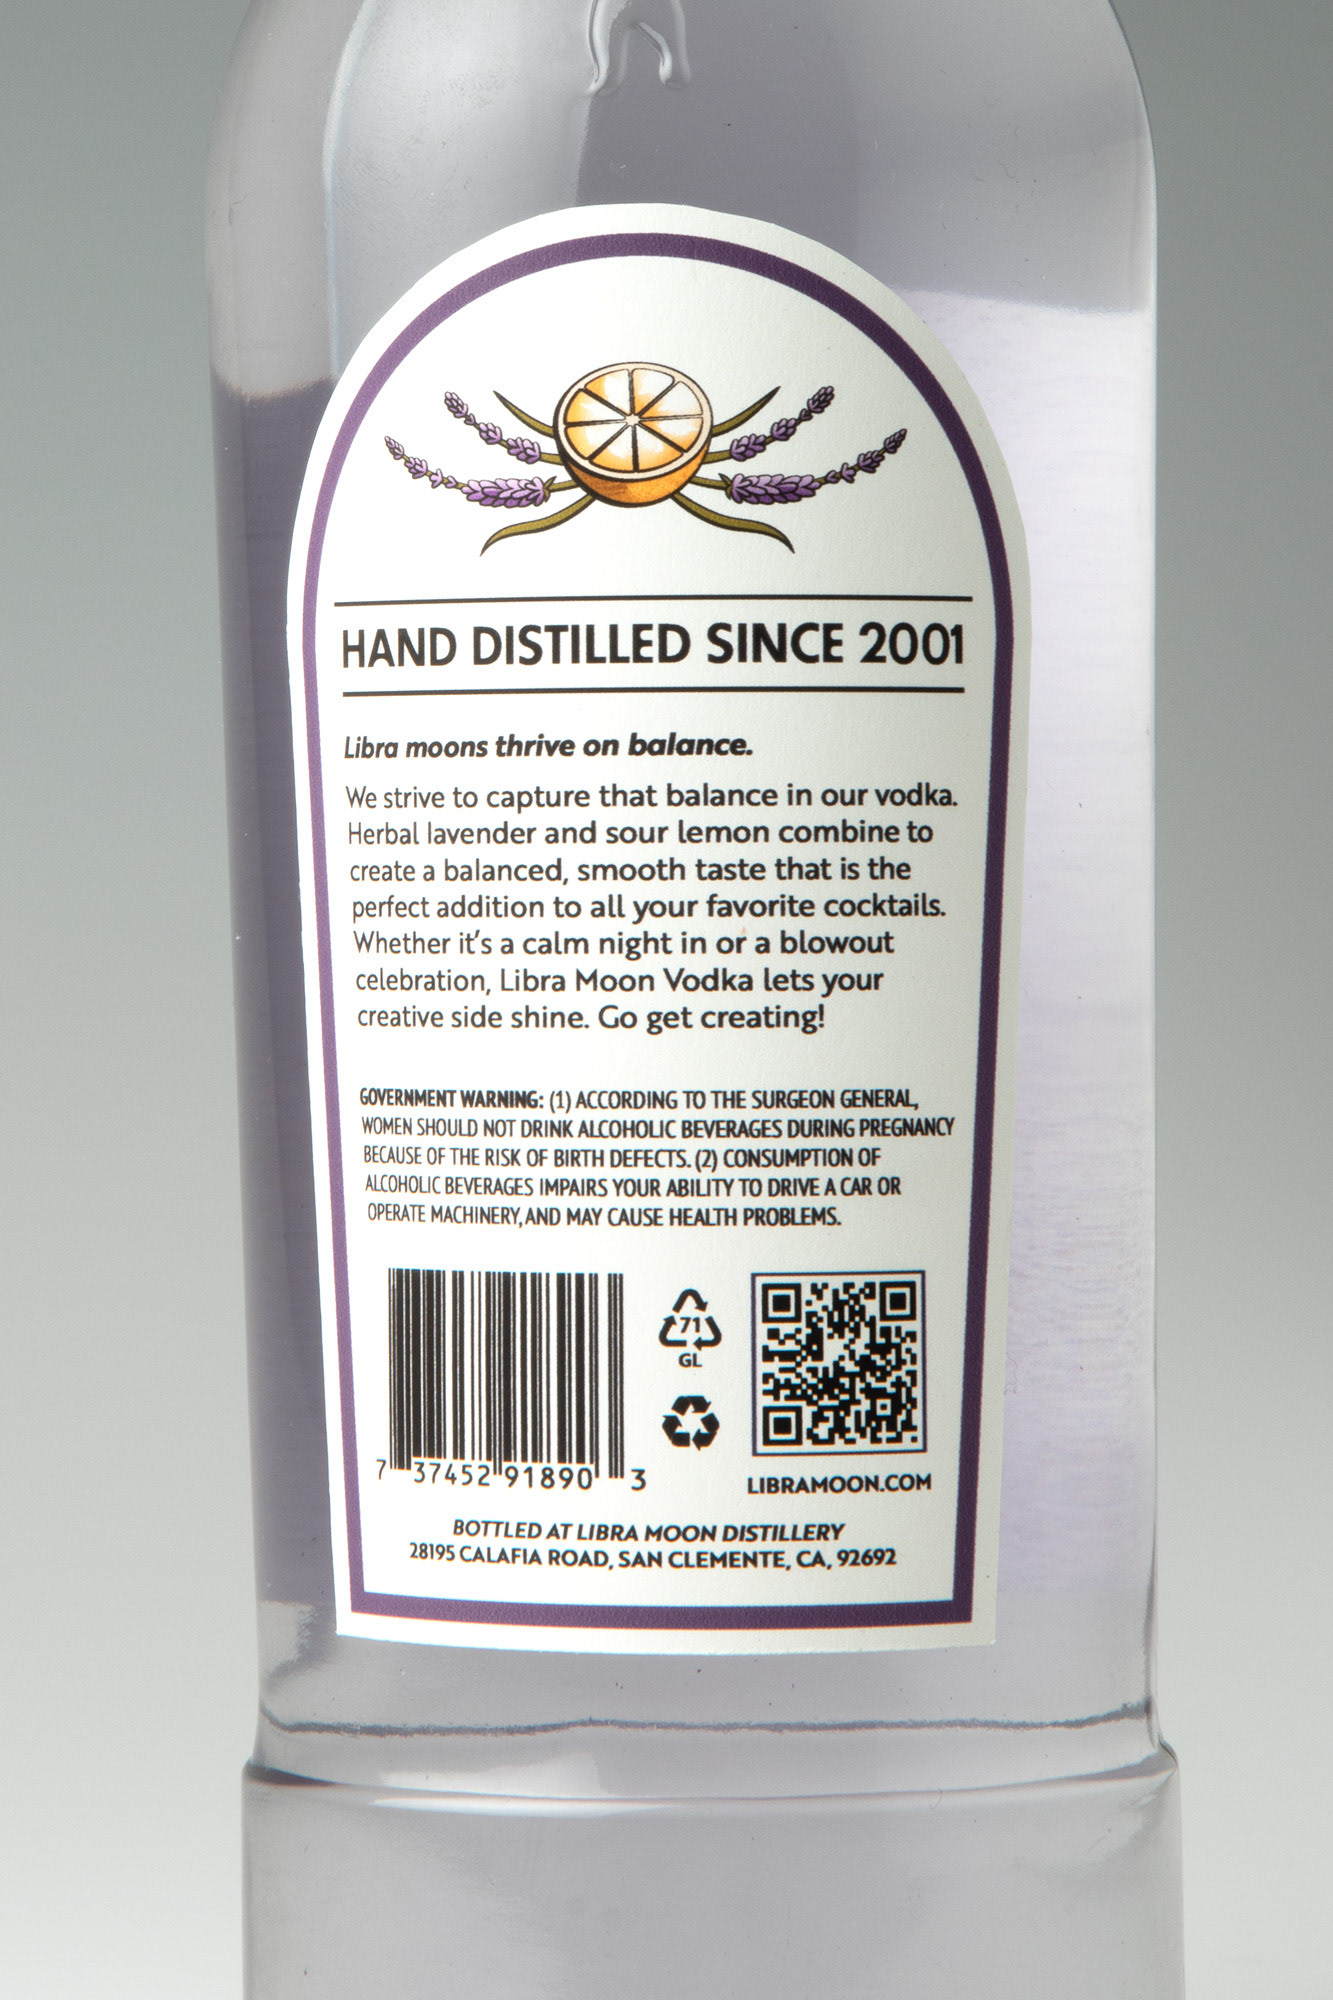 HAND DISTILLED SINCE 2001
Libra moons thrive on balance.
We strive to capture that balance in our vodka.
Herbal lavender and sour lemon combine to
create a balanced, smooth taste that is the
perfect addition to all your favorite cocktails.
Whether it's a calm night in or a blowout
celebration, Libra Moon Vodka lets your
creative side shine. Go get creating!
GOVERNMENT WARNING: (1) ACCORDING TO THE SURGEON GENERAL,
WOMEN SHOULD NOT DRINK ALCOHOLIC BEVERAGES DURING PREGNANCY
BECAUSE OF THE RISK OF BIRTH DEFECTS. (2) CONSUMPTION OF
ALCOHOLIC BEVERAGES IMPAIRS YOUR ABILITY TO DRIVE A CAR OR
OPERATE MACHINERY, AND MAY CAUSE HEALTH PROBLEMS.
71
GL
7 37452 91890 3
LIBRAMOON.COM
BOTTLED AT LIBRA MOON DISTILLERY
28195 CALAFIA ROAD, SAN CLEMENTE, CA, 92692